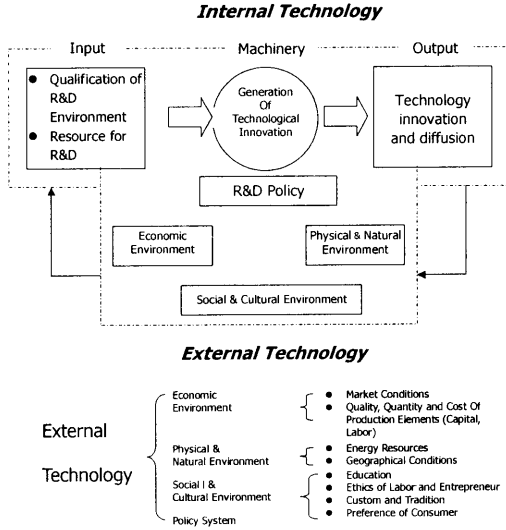 Internal Technology
Input
Machinery
Output
● Qualification of
R&D
Environment
● Resource for
R&D
Generation
Of
Technological
Innovation
Technology
innovation
and diffusion
R&D Policy
Economic
Environment
Physical & Natural
Environment
Social & Cultural Environment
External Technology
External
Technology
Economic
Environment
● Market Conditions
● Quality, Quantity and Cost Of
Production Elements (Capital,
Labor)
Physical &
Natural Environment
● Energy Resources
● Geographical Conditions
Social I &
Cultural Environment
● Education
● Ethics of Labor and Entrepreneur
● Custom and Tradition
● Preference of Consumer
Policy System